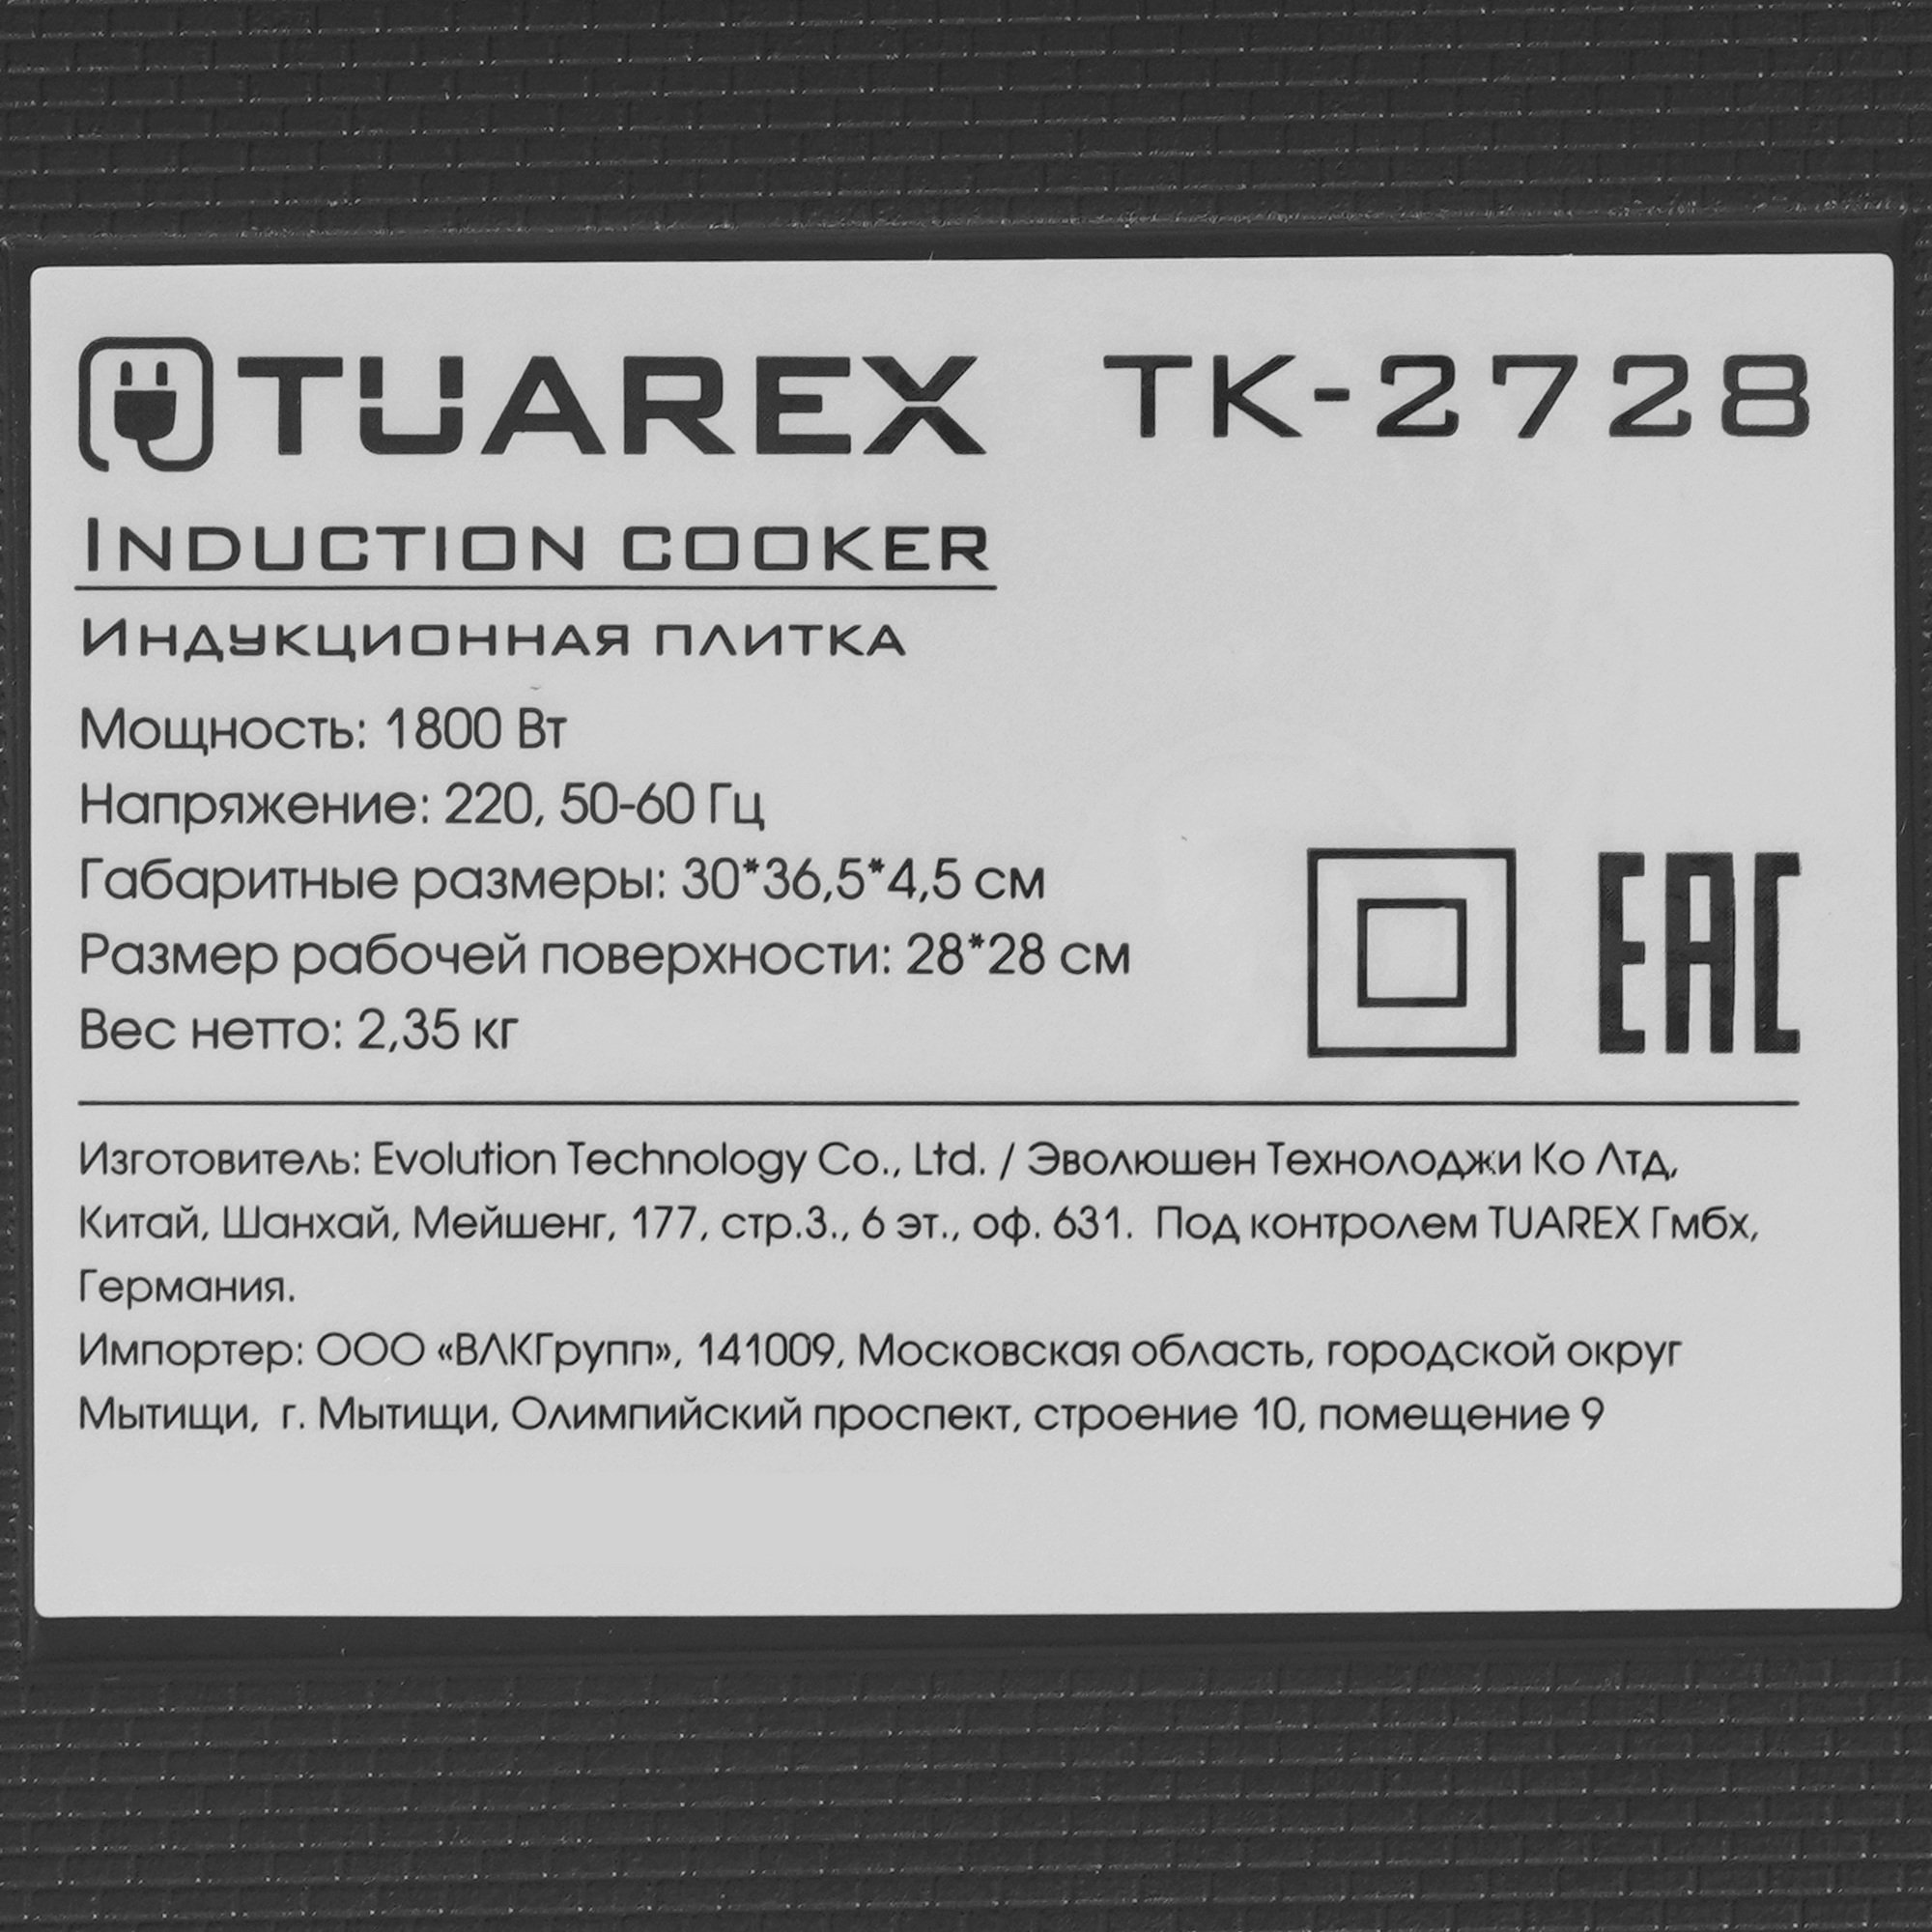 TUAREX TK-2728
INDUCTION COOKER
ИНДУКЦИОННАЯ ПЛИТКА
Мощность: 1800 Вт
Напряжение: 220, 50-60 Гц
Габаритные размеры: 30*36,5*4,5 см
Размер рабочей поверхности: 28*28 см
Вес нетто: 2,35 кг
EAC
Изготовитель: Evolution Technology Co., Ltd. / Эволюшен Технолоджи Ко Лтд,
Китай, Шанхай, Мейшенг, 177, стр.3., 6 эт., оф. 631. Под контролем TUAREX Гмбх,
Германия.
Импортер: ООО «ВЛКГрупп», 141009, Московская область, городской округ
Мытищи, г. Мытищи, Олимпийский проспект, строение 10, помещение 9